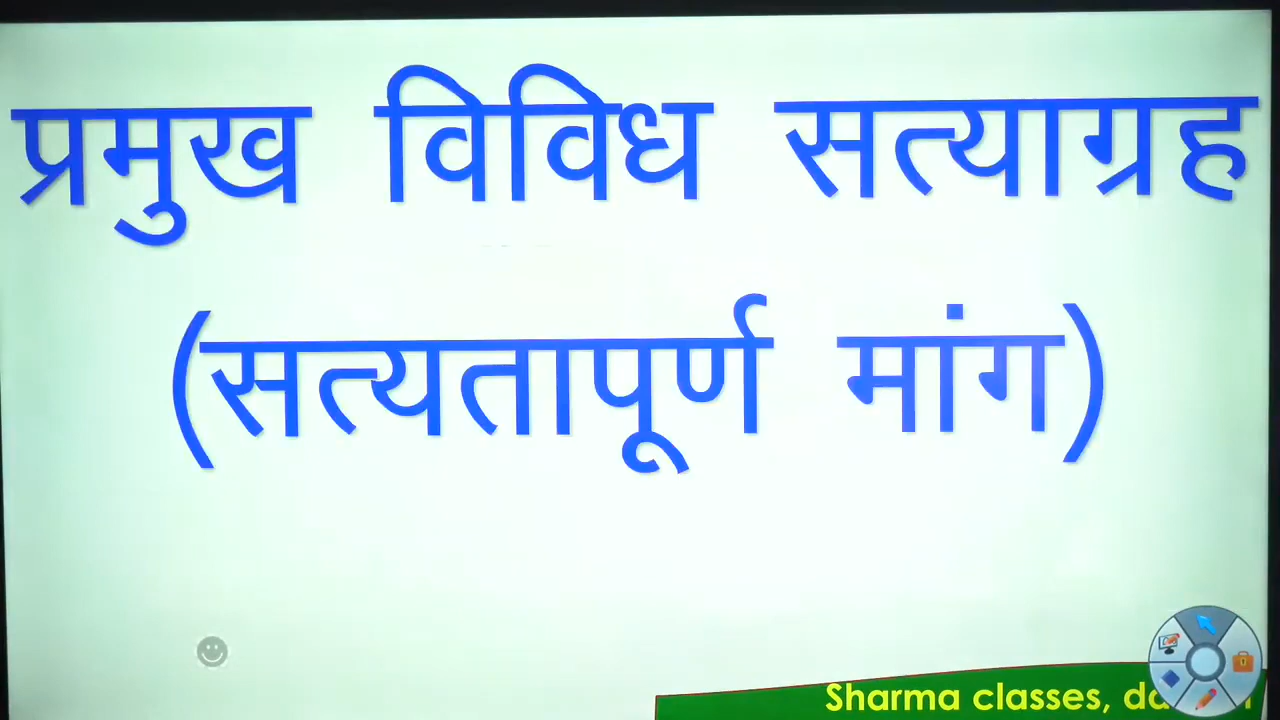 प्रमुख विविध सत्याग्रह
(सत्यतापूर्ण मांग)
Sharma classes,